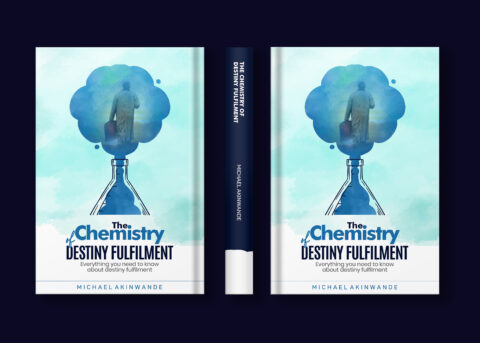 The
Chemistry
of
DESTINY FULFILMENT
Everything you need to know
about destiny fulfilment
MICHAEL AKINWANDE
THE CHEMISTRY OF
DESTINY FULFILMENT
MICHAEL AKINWANDE
The
Chemistry
of
DESTINY FULFILMENT
Everything you need to know
about destiny fulfilment
MICHAEL AKINWANDE